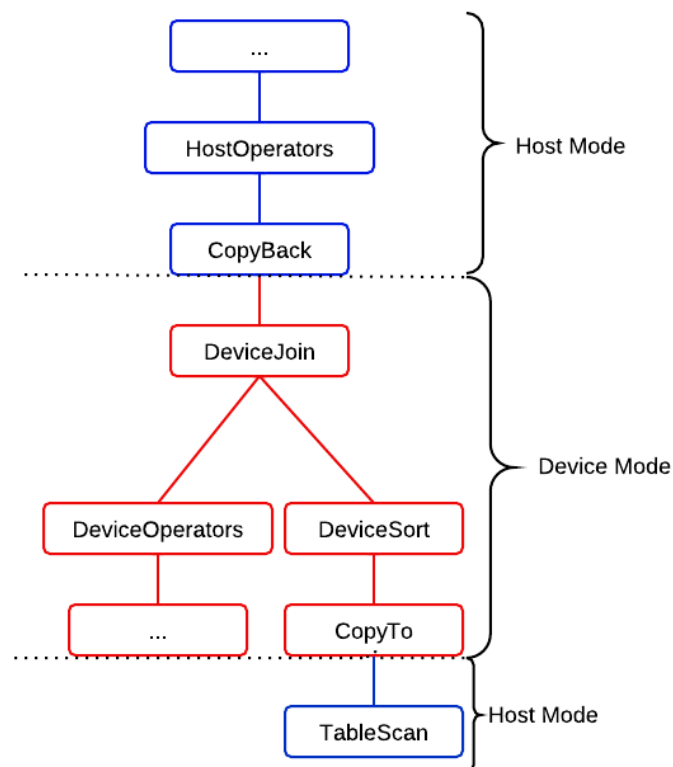 ...
HostOperators
Host Mode
CopyBack
DeviceJoin
Device Mode
DeviceOperators
DeviceSort
...
CopyTo
Host Mode
TableScan